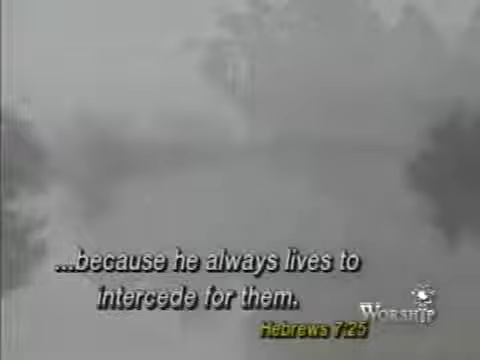 ...because he always lives to
intercede for them.
Hebrews 7:25
WORSHIP